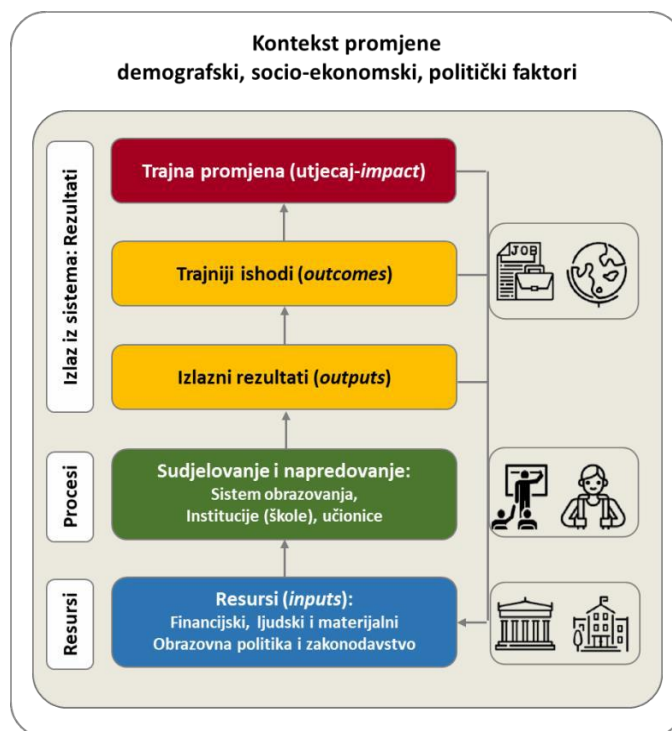 Kontekst promjene
demografski, socio-ekonomski, politički faktori
Izlaz iz sistema: Rezultati
Trajna promjena (utjecaj-impact)
Trajniji ishodi (outcomes)
JOB
Izlazni rezultati (outputs)
Procesi
Sudjelovanje i napredovanje:
Sistem obrazovanja,
Institucije (škole), učionice
Resursi
Resursi (inputs):
Financijski, ljudski i materijalni
Obrazovna politika i zakonodavstvo